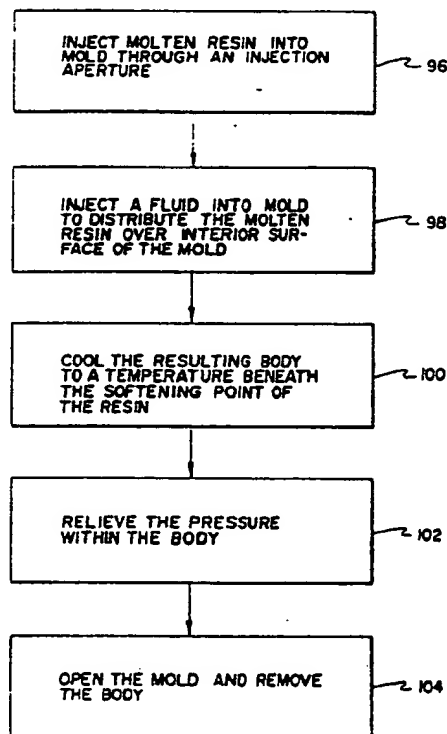 INJECT MOLTEN RESIN INTO
MOLD THROUGH AN INJECTION
APERTURE
96
INJECT A FLUID INTO MOLD
TO DISTRIBUTE THE MOLTEN
RESIN OVER INTERIOR SUR-
FACE OF THE MOLD
98
COOL THE RESULTING BODY
TO A TEMPERATURE BENEATH
THE SOFTENING POINT OF
THE RESIN
100
RELIEVE THE PRESSURE
WITHIN THE BODY
102
OPEN THE MOLD AND REMOVE
THE BODY
104